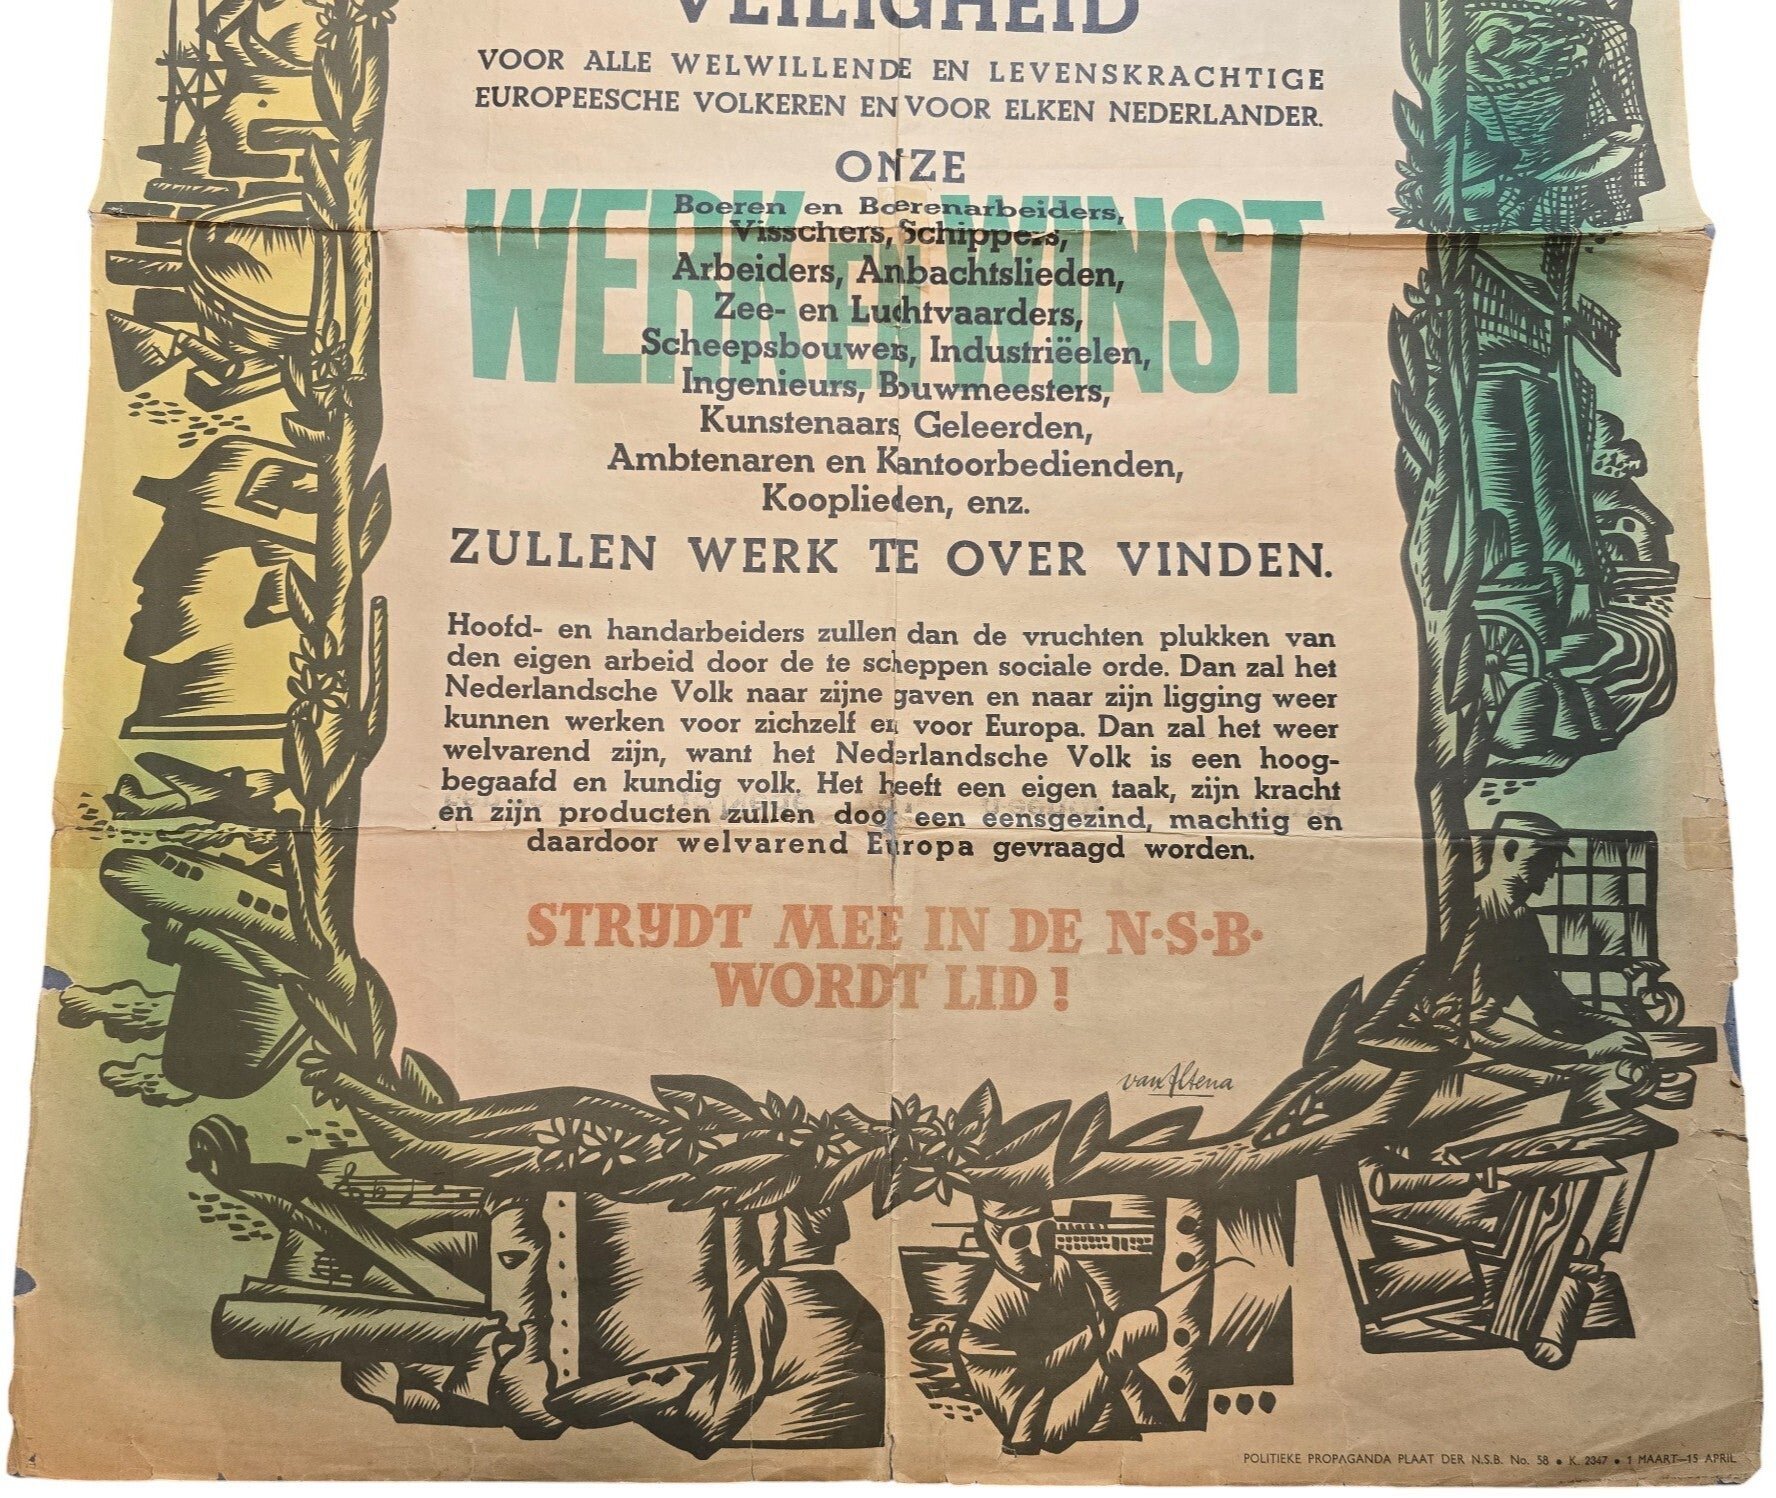 VEILIGHEID
VOOR ALLE WELWILLENDE EN LEVENSKRACHTIGE
EUROPEESCHE VOLKEREN EN VOOR ELKEN NEDERLANDER.
ONZE
WERK EN WINST
Boeren en Boerenarbeiders,
Visschers, Schippers,
Arbeiders, Ambachtslieden,
Zee- en Luchtvaarders,
Scheepsbouwers, Industriëelen,
Ingenieurs, Bouwmeesters,
Kunstenaars, Geleerden,
Ambtenaren en Kantoorbedienden,
Kooplieden, enz.
ZULLEN WERK TE OVER VINDEN.
Hoofd- en handarbeiders zullen dan de vruchten plukken van
den eigen arbeid door de te scheppen sociale orde. Dan zal het
Nederlandsche Volk naar zijne gaven en naar zijn ligging weer
kunnen werken voor zichzelf en voor Europa. Dan zal het weer
welvarend zijn, want het Nederlandsche Volk is een hoog-
begaafd en kundig volk. Het heeft een eigen taak, zijn kracht
en zijn producten zullen door een eensgezind, machtig en
daardoor welvarend Europa gevraagd worden.
STRIJDT MEE IN DE N·S·B·
WORDT LID!
van Altena
POLITIEKE PROPAGANDA PLAAT DER N.S.B. No. 58 • K. 2347 • 1 MAART—15 APRIL